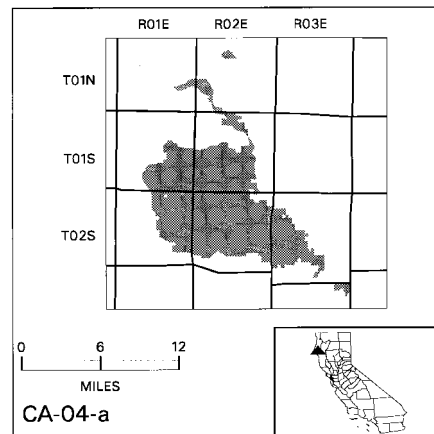 R01E R02E R03E
T01N
T01S
T02S
0 6 12
MILES
CA-04-a